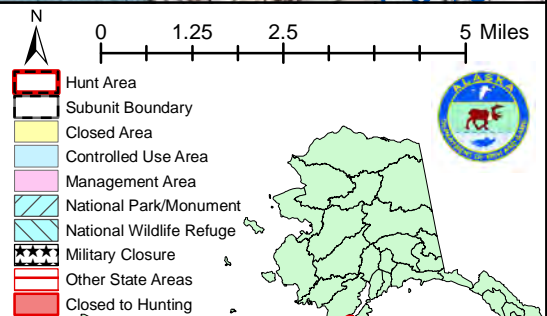 N
0 1.25 2.5 5 Miles
Hunt Area
Subunit Boundary
Closed Area
Controlled Use Area
Management Area
National Park/Monument
National Wildlife Refuge
Military Closure
Other State Areas
Closed to Hunting
ALASKA